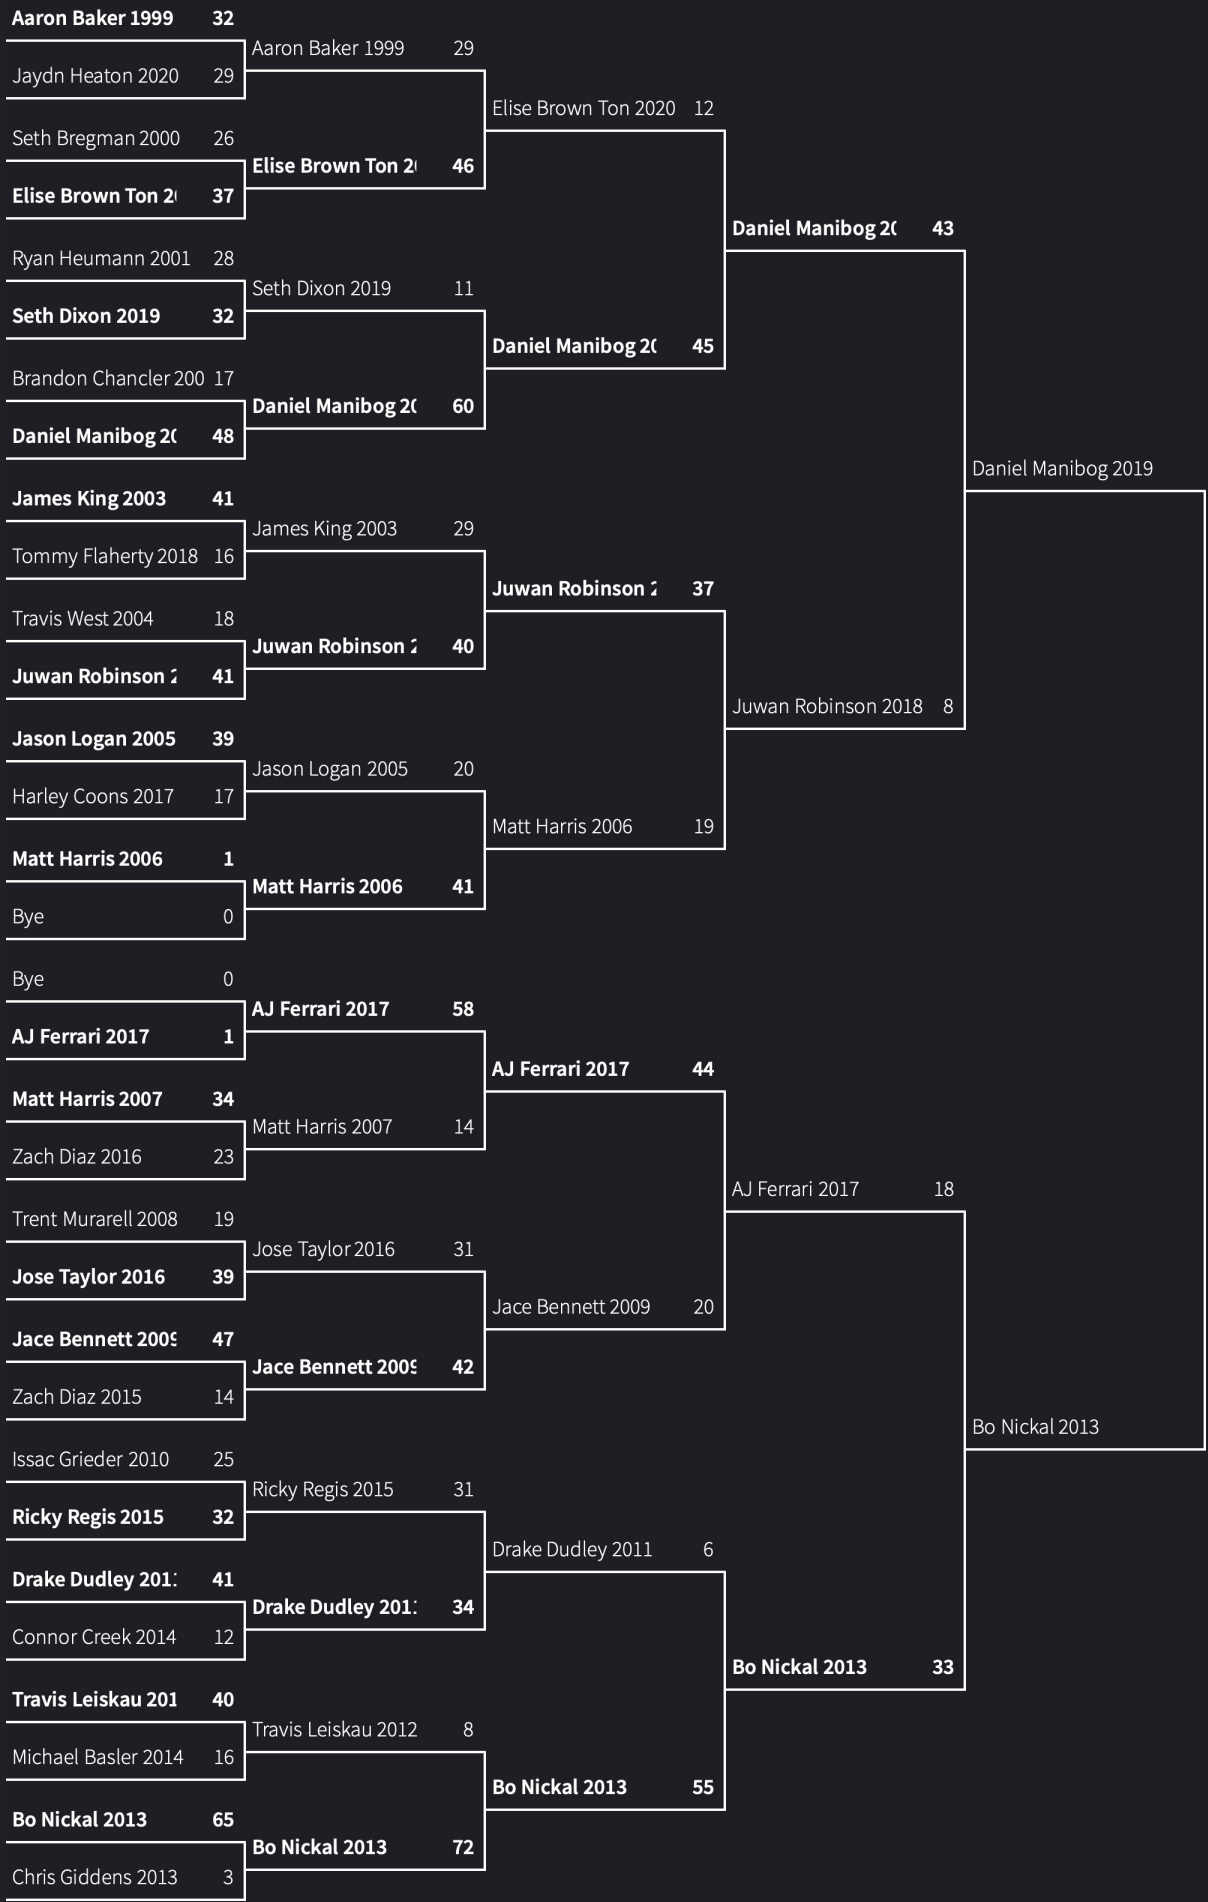 Aaron Baker 1999 32
Jaydn Heaton 2020 29
Seth Bregman 2000 26
Elise Brown Ton 20 37
Ryan Heumann 2001 28
Seth Dixon 2019 32
Brandon Chancler 200 17
Daniel Manibog 20 48
James King 2003 41
Tommy Flaherty 2018 16
Travis West 2004 18
Juwan Robinson 2 41
Jason Logan 2005 39
Harley Coons 2017 17
Matt Harris 2006 1
Bye 0
Bye 0
AJ Ferrari 2017 1
Matt Harris 2007 34
Zach Diaz 2016 23
Trent Murarell 2008 19
Jose Taylor 2016 39
Jace Bennett 2009 47
Zach Diaz 2015 14
Issac Grieder 2010 25
Ricky Regis 2015 32
Drake Dudley 2011 41
Connor Creek 2014 12
Travis Leiskau 201 40
Michael Basler 2014 16
Bo Nickal 2013 65
Chris Giddens 2013 3
Aaron Baker 1999 29
Elise Brown Ton 20 46
Seth Dixon 2019 11
Daniel Manibog 20 60
James King 2003 29
Juwan Robinson 2 40
Jason Logan 2005 20
Matt Harris 2006 41
AJ Ferrari 2017 58
Matt Harris 2007 14
Jose Taylor 2016 31
Jace Bennett 2009 42
Ricky Regis 2015 31
Drake Dudley 2011 34
Travis Leiskau 2012 8
Bo Nickal 2013 72
Elise Brown Ton 2020 12
Daniel Manibog 20 45
Juwan Robinson 2 37
Matt Harris 2006 19
AJ Ferrari 2017 44
Jace Bennett 2009 20
Drake Dudley 2011 6
Bo Nickal 2013 55
Daniel Manibog 20 43
Juwan Robinson 2018 8
AJ Ferrari 2017 18
Bo Nickal 2013 33
Daniel Manibog 2019
Bo Nickal 2013